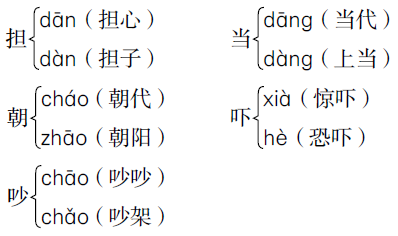 担 dān（担心） dàn（担子）
当 dāng（当代） dàng（上当）
朝 cháo（朝代） zhāo（朝阳）
吓 xià（惊吓） hè（恐吓）
吵 chāo（吵吵） chǎo（吵架）